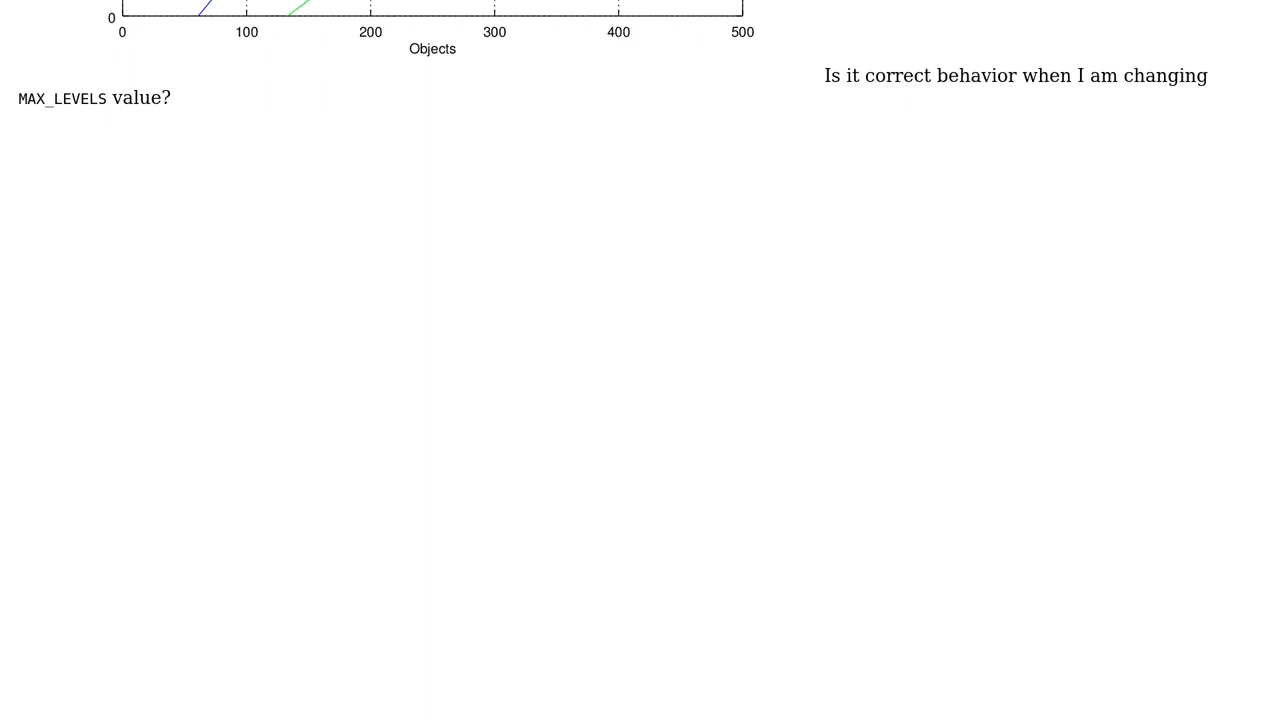 0
0 100 200 300 400 500
Objects
Is it correct behavior when I am changing
MAX_LEVELS value?